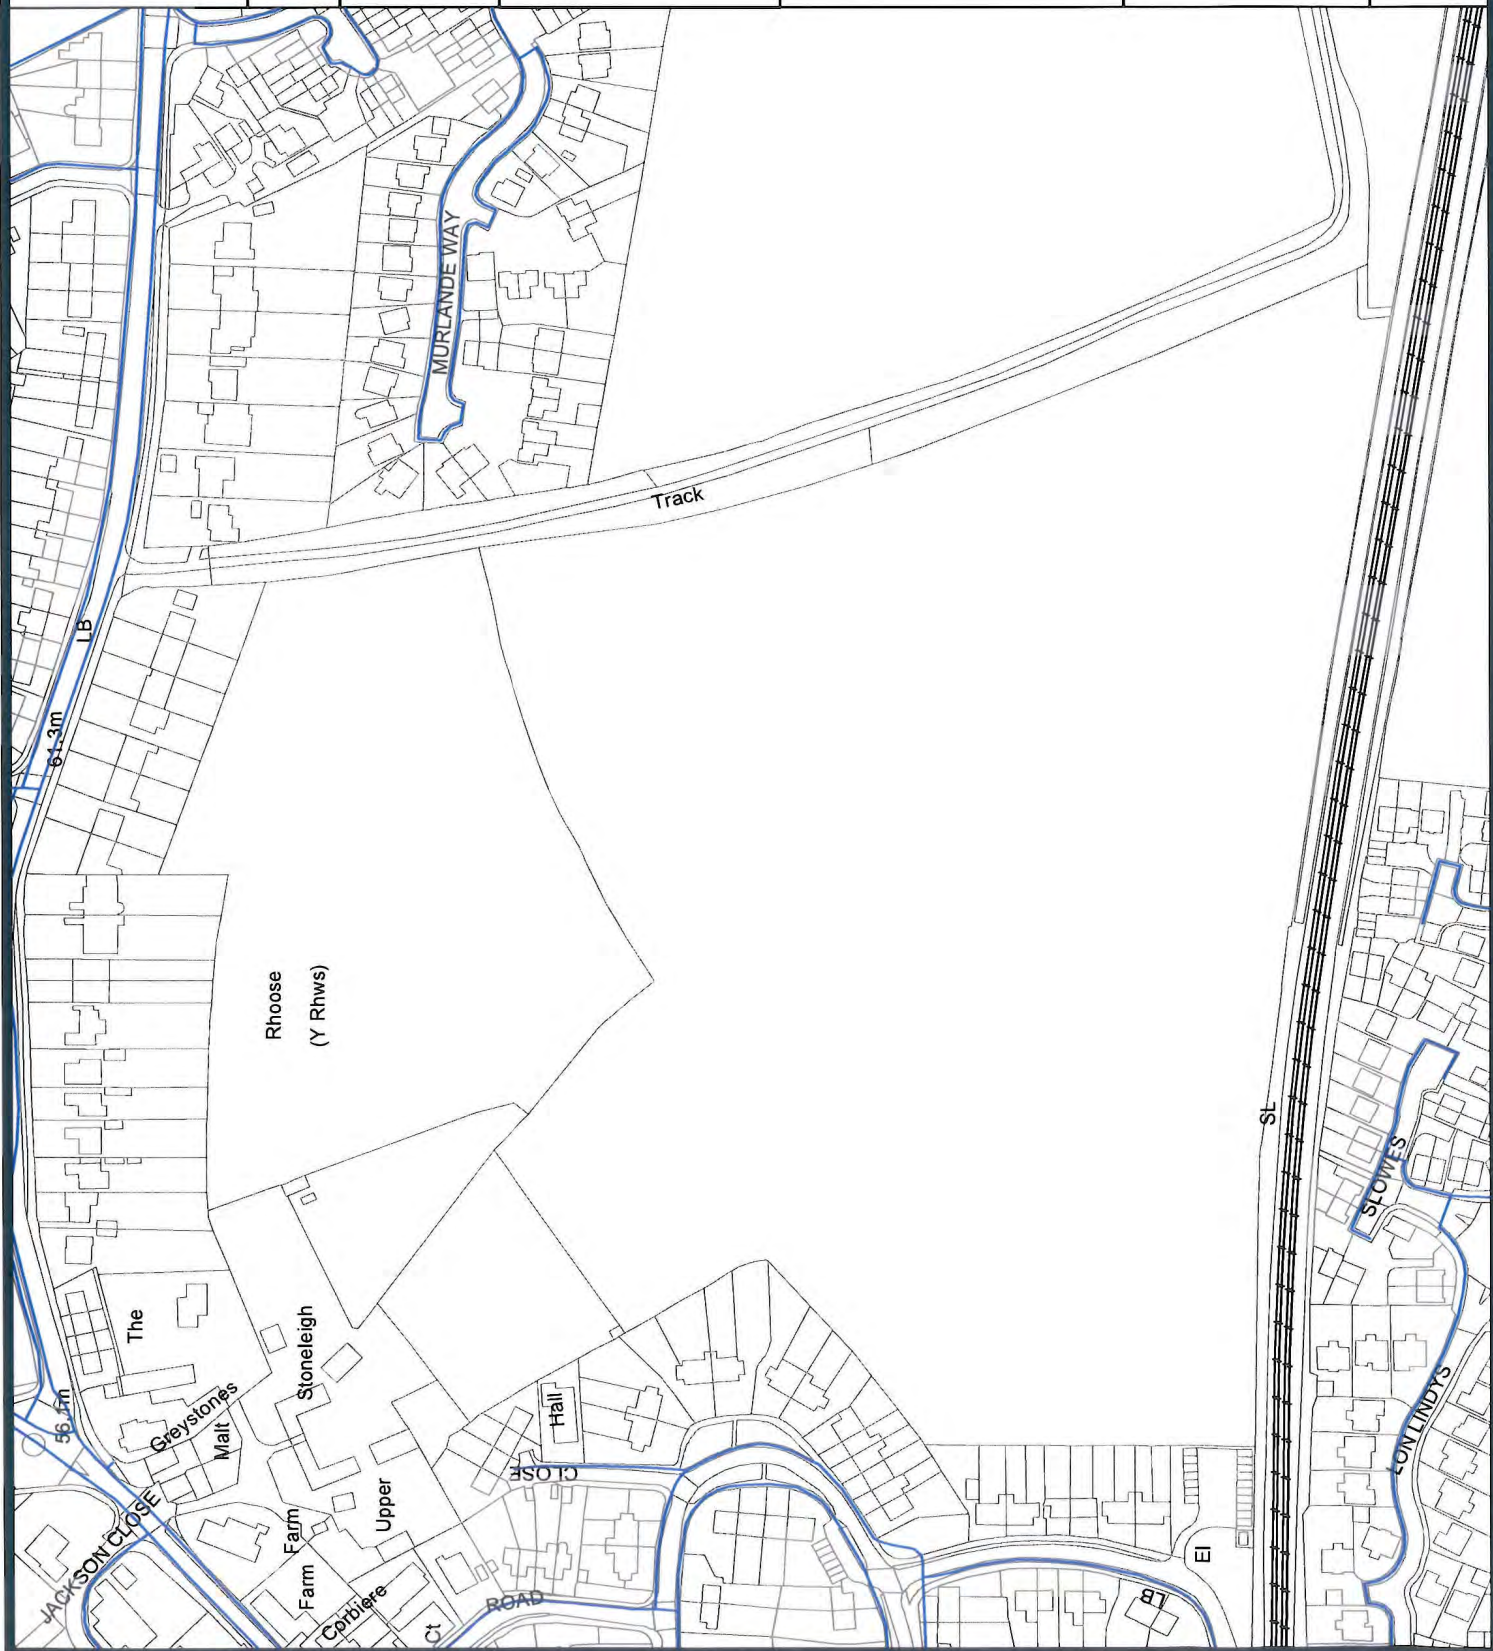 MURLANDE WAY
Track
LB
61.3m
Rhoose
(Y Rhws)
SL
SLOWES
The
Stoneleigh
56.1m
Greystones
Malt
Hall
LON LINDYS
CLOSE
JACKSON CLOSE
Upper
Farm
Farm
Corbiere
Ct
ROAD
El
LB